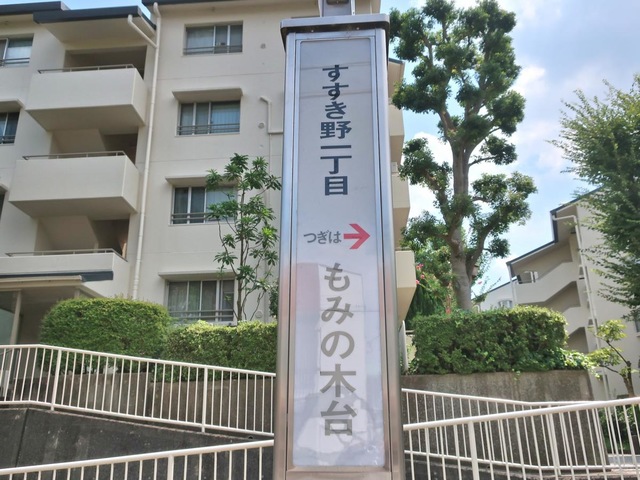 すすき野一丁目
つぎは→
もみの木台